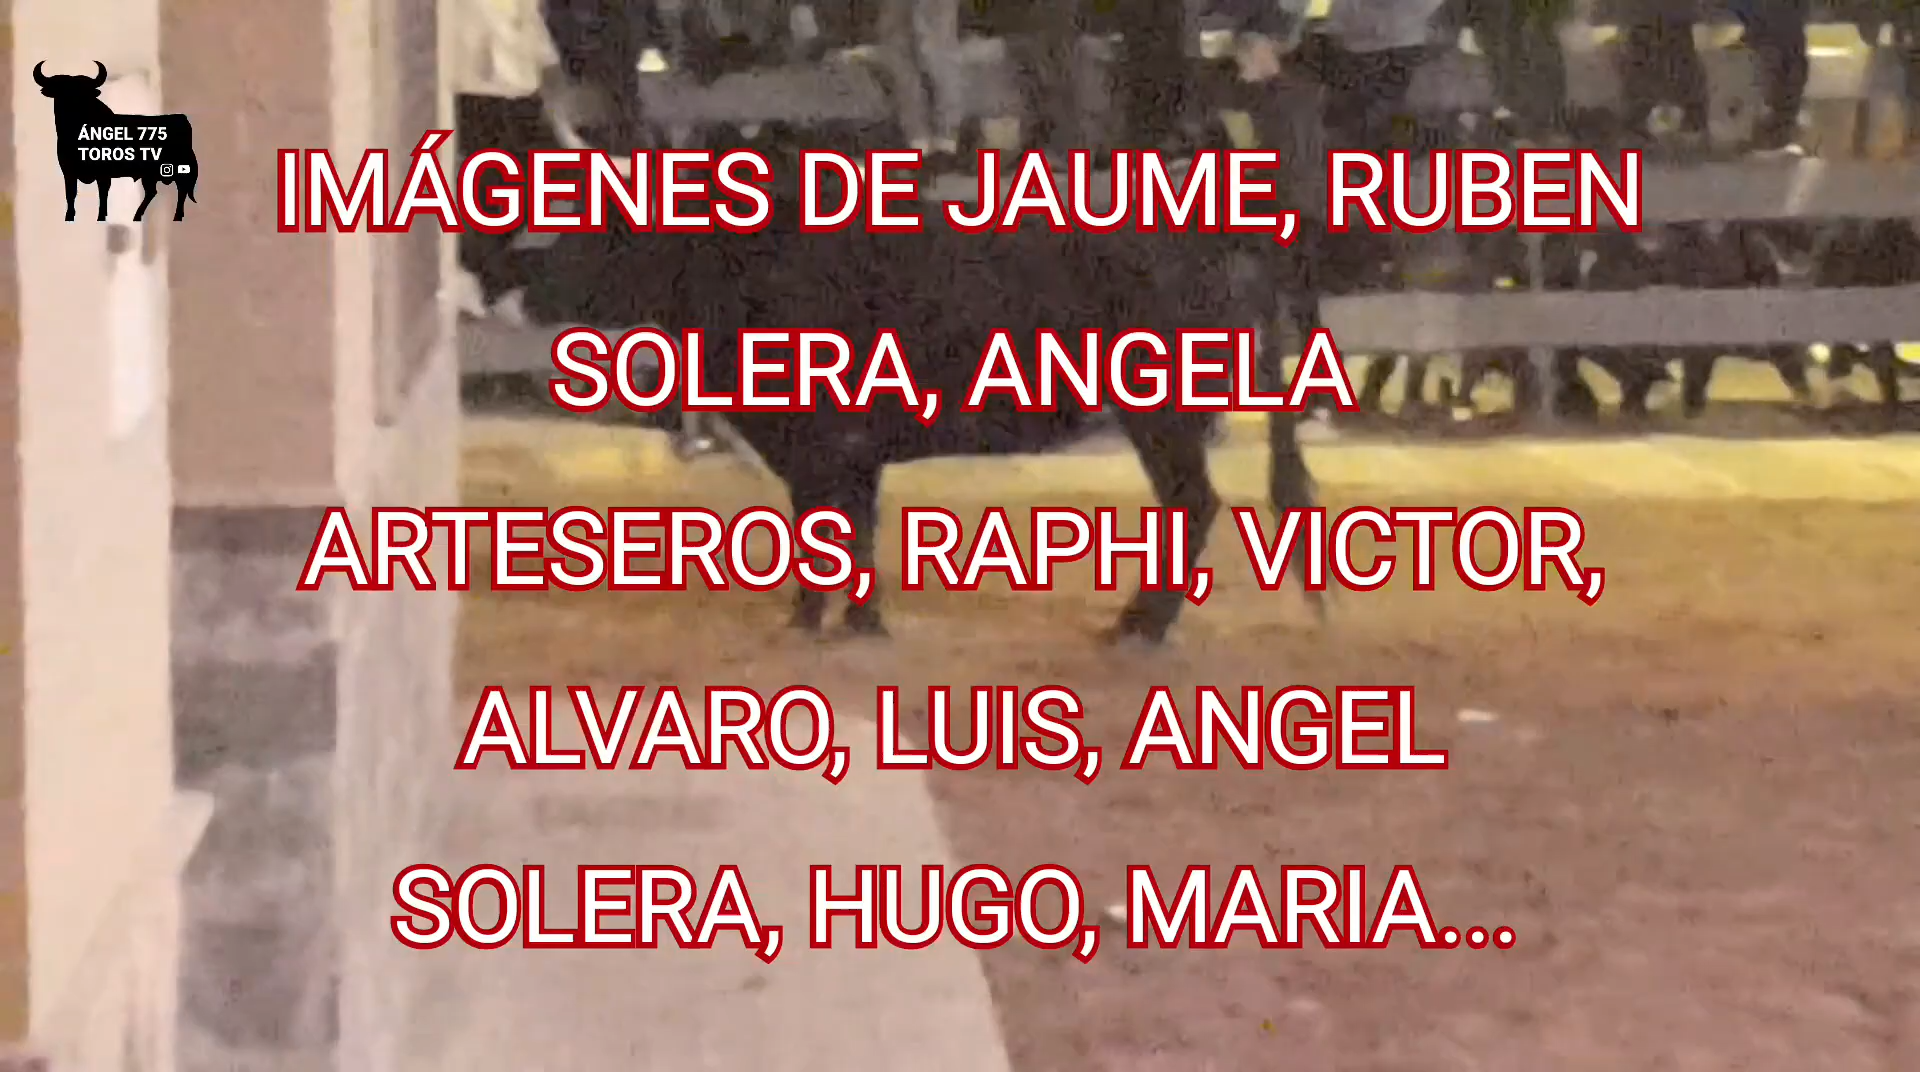 ÁNGEL 775
TOROS TV
IMÁGENES DE JAUME, RUBEN
SOLERA, ANGELA
ARTESEROS, RAPHI, VICTOR,
ALVARO, LUIS, ANGEL
SOLERA, HUGO, MARIA...